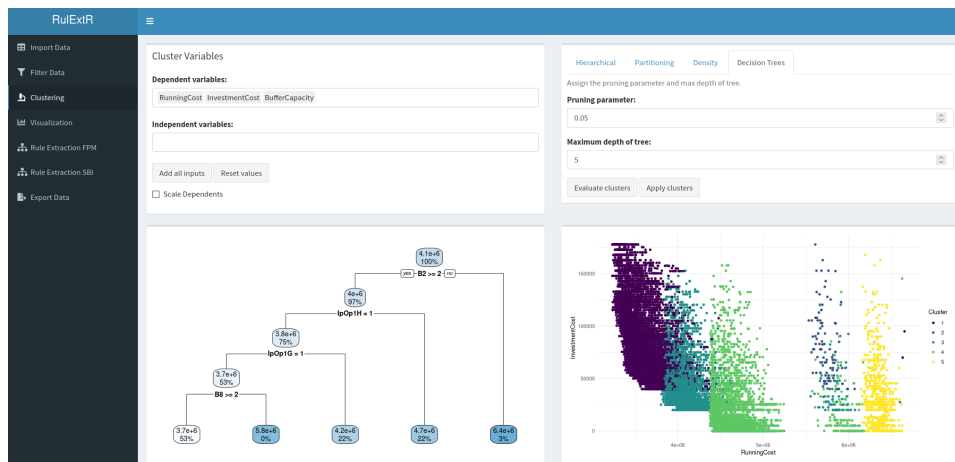 RulExtR
Import Data
Filter Data
Clustering
Visualization
Rule Extraction FPM
Rule Extraction SBI
Export Data
Cluster Variables
Dependent variables:
RunningCost InvestmentCost BufferCapacity
Independent variables:
Add all inputs Reset values
Scale Dependents
Hierarchical Partitioning Density Decision Trees
Assign the pruning parameter and max depth of tree.
Pruning parameter:
0.05
Maximum depth of tree:
5
Evaluate clusters Apply clusters
4.1e+6
100%
yes B2 >= 2 no
4e+6
97%
IpOp1H = 1
3.8e+6
75%
IpOp1G = 1
3.7e+6
53%
B8 >= 2
3.7e+6 5.8e+6 4.2e+6 4.7e+6 6.4e+6
53% 0% 22% 22% 3%
InvestmentCost
150000
100000
50000
0
4e+06 5e+06 6e+06
RunningCost
Cluster
1
2
3
4
5